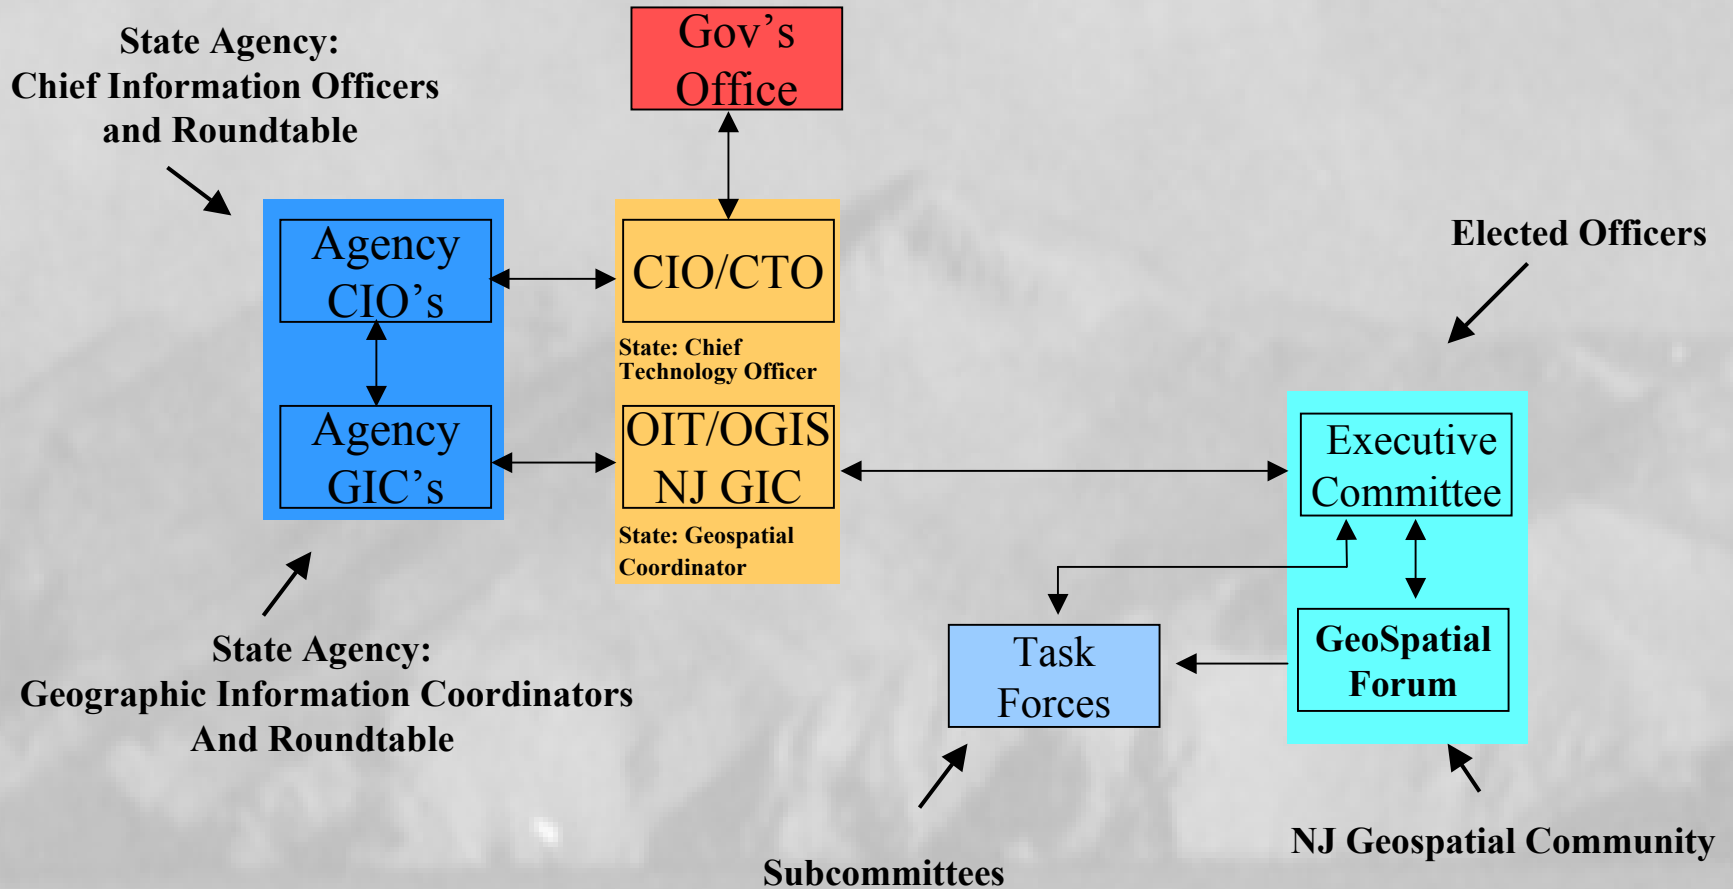 State Agency:
Chief Information Officers
and Roundtable
Gov's
Office
Agency
CIO's
CIO/CTO
State: Chief
Technology Officer
Elected Officers
Agency
GIC's
OIT/OGIS
NJ GIC
State: Geospatial
Coordinator
Executive
Committee
State Agency:
Geographic Information Coordinators
And Roundtable
Task
Forces
GeoSpatial
Forum
Subcommittees
NJ Geospatial Community